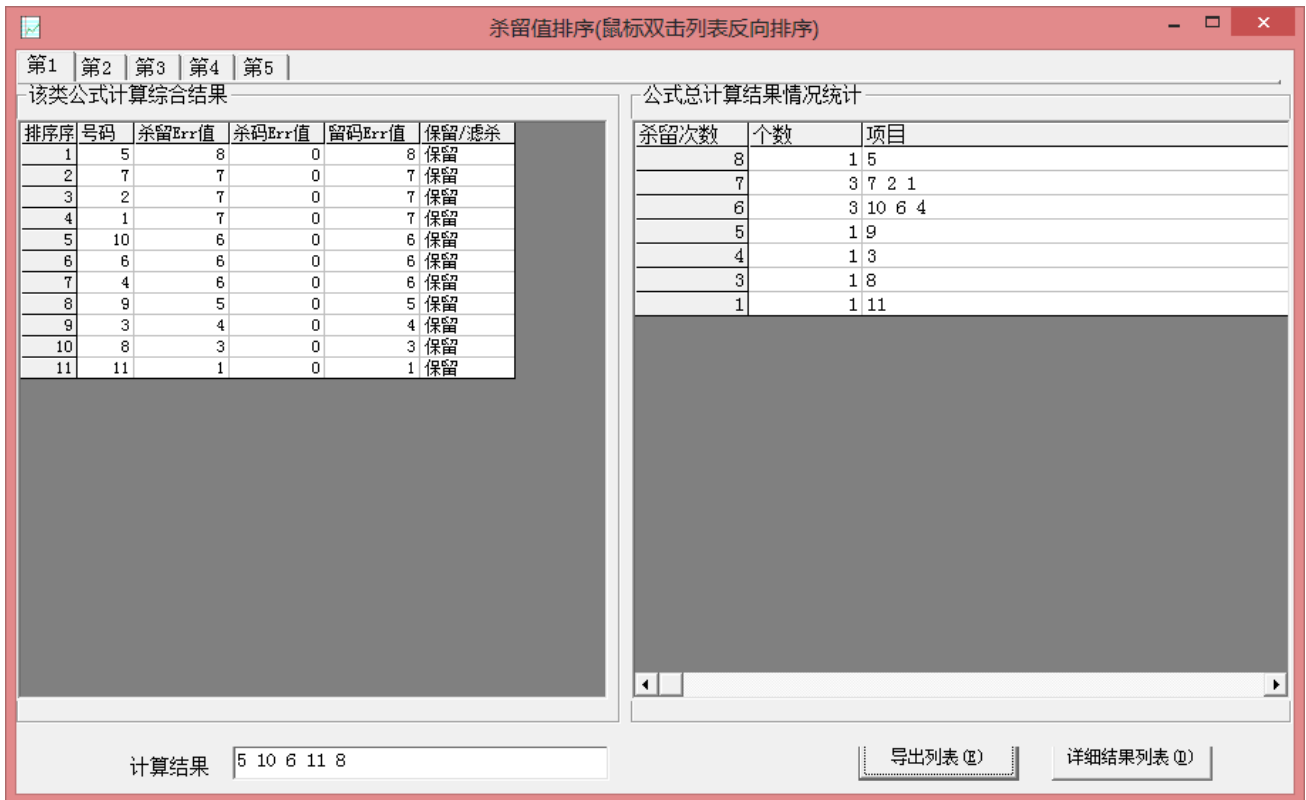 杀留值排序(鼠标双击列表反向排序)
第1 第2 第3 第4 第5
该类公式计算综合结果
排序序 号码 杀留Err值 杀码Err值 留码Err值 保留/滤杀
1 5 8 0 8 保留
2 7 7 0 7 保留
3 2 7 0 7 保留
4 1 7 0 7 保留
5 10 6 0 6 保留
6 6 6 0 6 保留
7 4 6 0 6 保留
8 9 5 0 5 保留
9 3 4 0 4 保留
10 8 3 0 3 保留
11 11 1 0 1 保留
公式总计算结果情况统计
杀留次数 个数 项目
8 1 5
7 3 7 2 1
6 3 10 6 4
5 1 9
4 1 3
3 1 8
1 1 11
计算结果 5 10 6 11 8
导出列表(E) 详细结果列表(D)